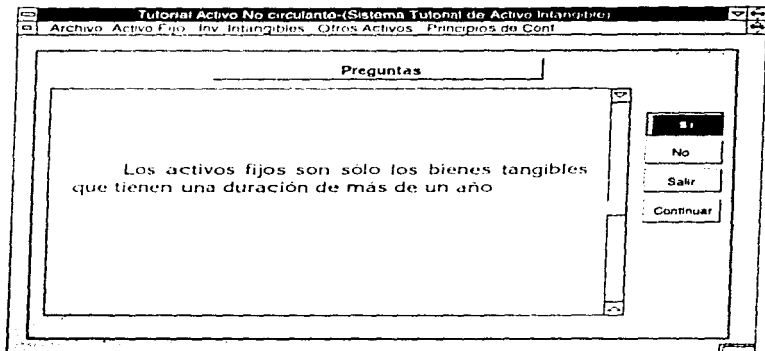 Tutorial Activo No circulante-(Sistema Tutorial de Activo Intangible)
Archivo Activo Fijo Inv. Intangibles Otros Activos Principios de Cont
Preguntas
Los activos fijos son sólo los bienes tangibles
que tienen una duración de más de un año
Si
No
Salir
Continuar